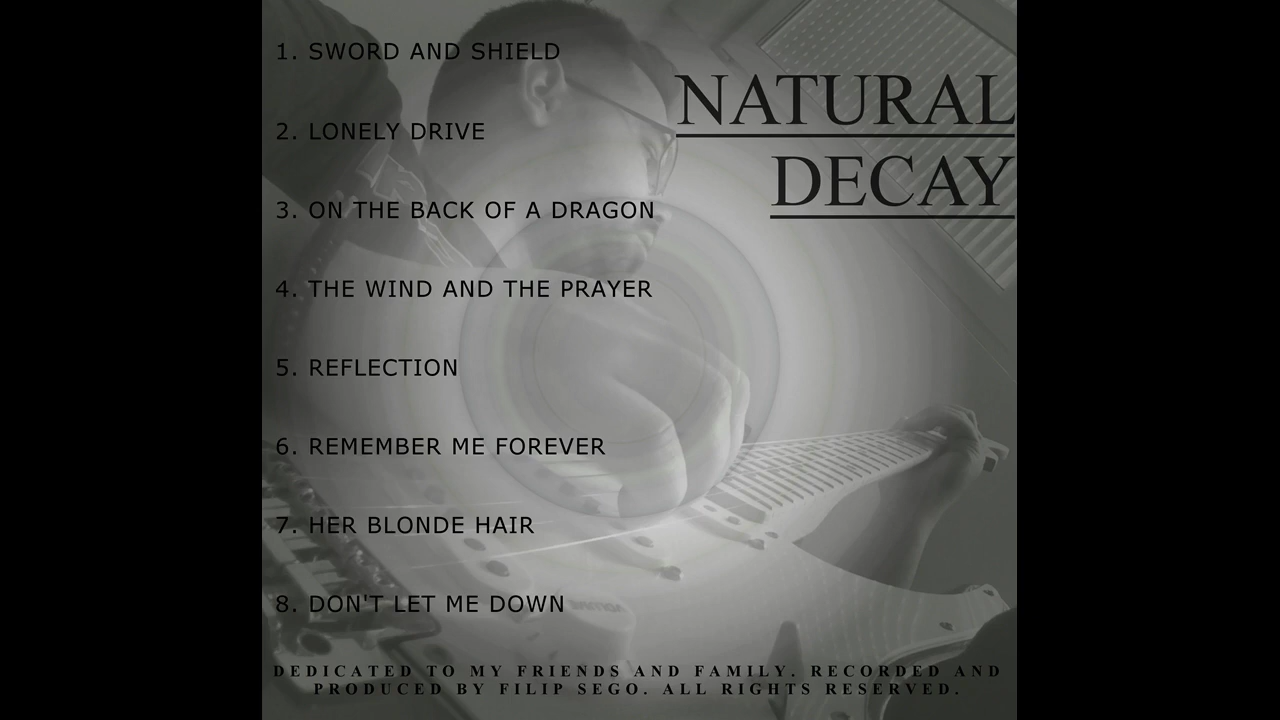 1. SWORD AND SHIELD
2. LONELY DRIVE
3. ON THE BACK OF A DRAGON
4. THE WIND AND THE PRAYER
5. REFLECTION
6. REMEMBER ME FOREVER
7. HER BLONDE HAIR
8. DON'T LET ME DOWN
NATURAL
DECAY
DEDICATED TO MY FRIENDS AND FAMILY. RECORDED AND
PRODUCED BY FILIP SEGO. ALL RIGHTS RESERVED.